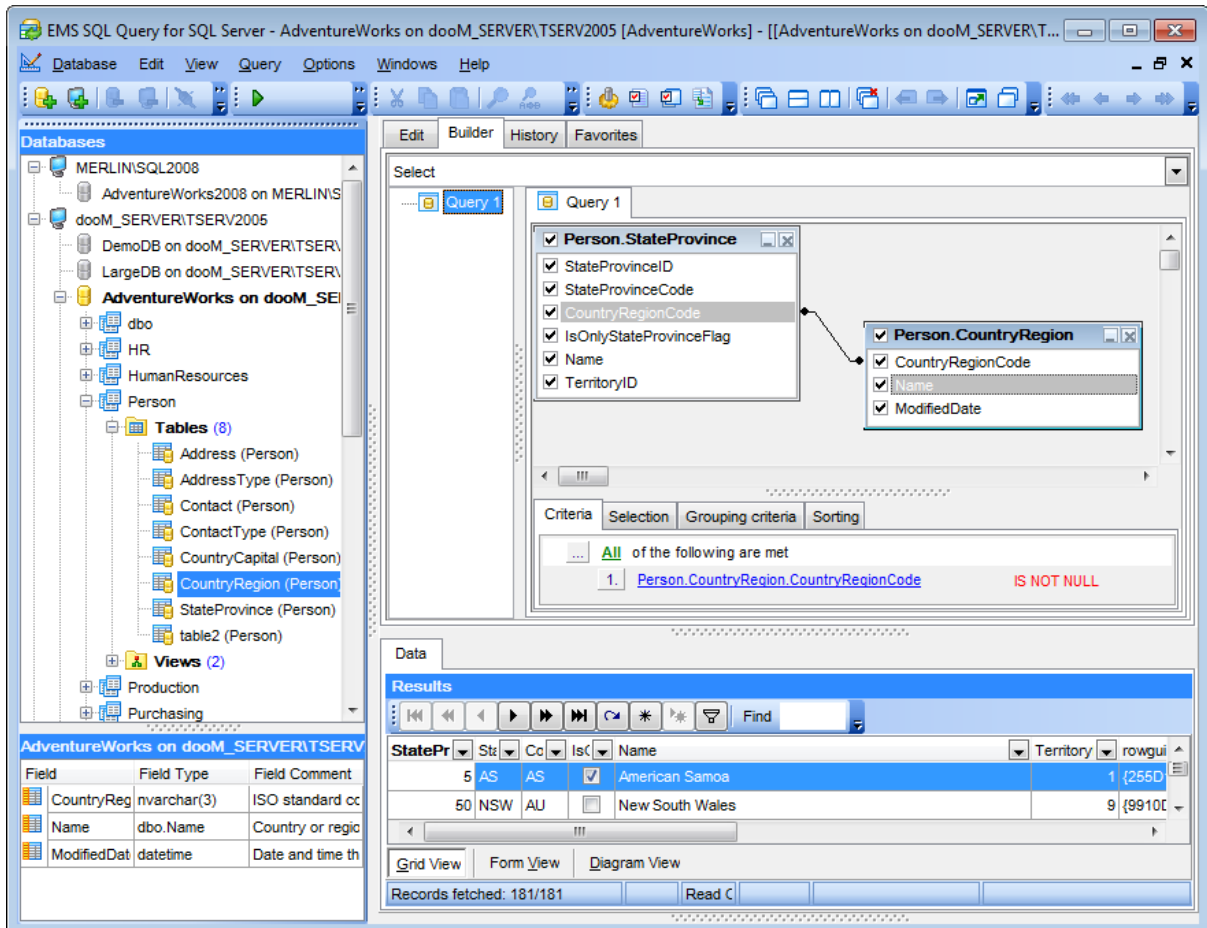 EMS SQL Query for SQL Server - AdventureWorks on dooM_SERVER\TSERV2005 [AdventureWorks] - [[AdventureWorks on dooM_SERVER\T...
Database Edit View Query Options Windows Help
Databases
MERLIN\SQL2008
AdventureWorks2008 on MERLIN\S
dooM_SERVER\TSERV2005
DemoDB on dooM_SERVER\TSER\
LargeDB on dooM_SERVER\TSER\
AdventureWorks on dooM_SE
dbo
HR
HumanResources
Person
Tables (8)
Address (Person)
AddressType (Person)
Contact (Person)
ContactType (Person)
CountryCapital (Person)
CountryRegion (Person)
StateProvince (Person)
table2 (Person)
Views (2)
Production
Purchasing
AdventureWorks on dooM_SERVER\TSERV
Field Field Type Field Comment
CountryReg nvarchar(3) ISO standard cc
Name dbo.Name Country or regic
ModifiedDat datetime Date and time th
Edit Builder History Favorites
Select
Query 1
Query 1
Person.StateProvince
StateProvinceID
StateProvinceCode
CountryRegionCode
IsOnlyStateProvinceFlag
Name
TerritoryID
Person.CountryRegion
CountryRegionCode
Name
ModifiedDate
Criteria Selection Grouping criteria Sorting
... All of the following are met
1. Person.CountryRegion.CountryRegionCode IS NOT NULL
Data
Results
Find
StatePr Sta Co IsO Name Territory rowgui
5 AS AS American Samoa 1 {255D
50 NSW AU New South Wales 9 {9910D
Grid View Form View Diagram View
Records fetched: 181/181 Read C